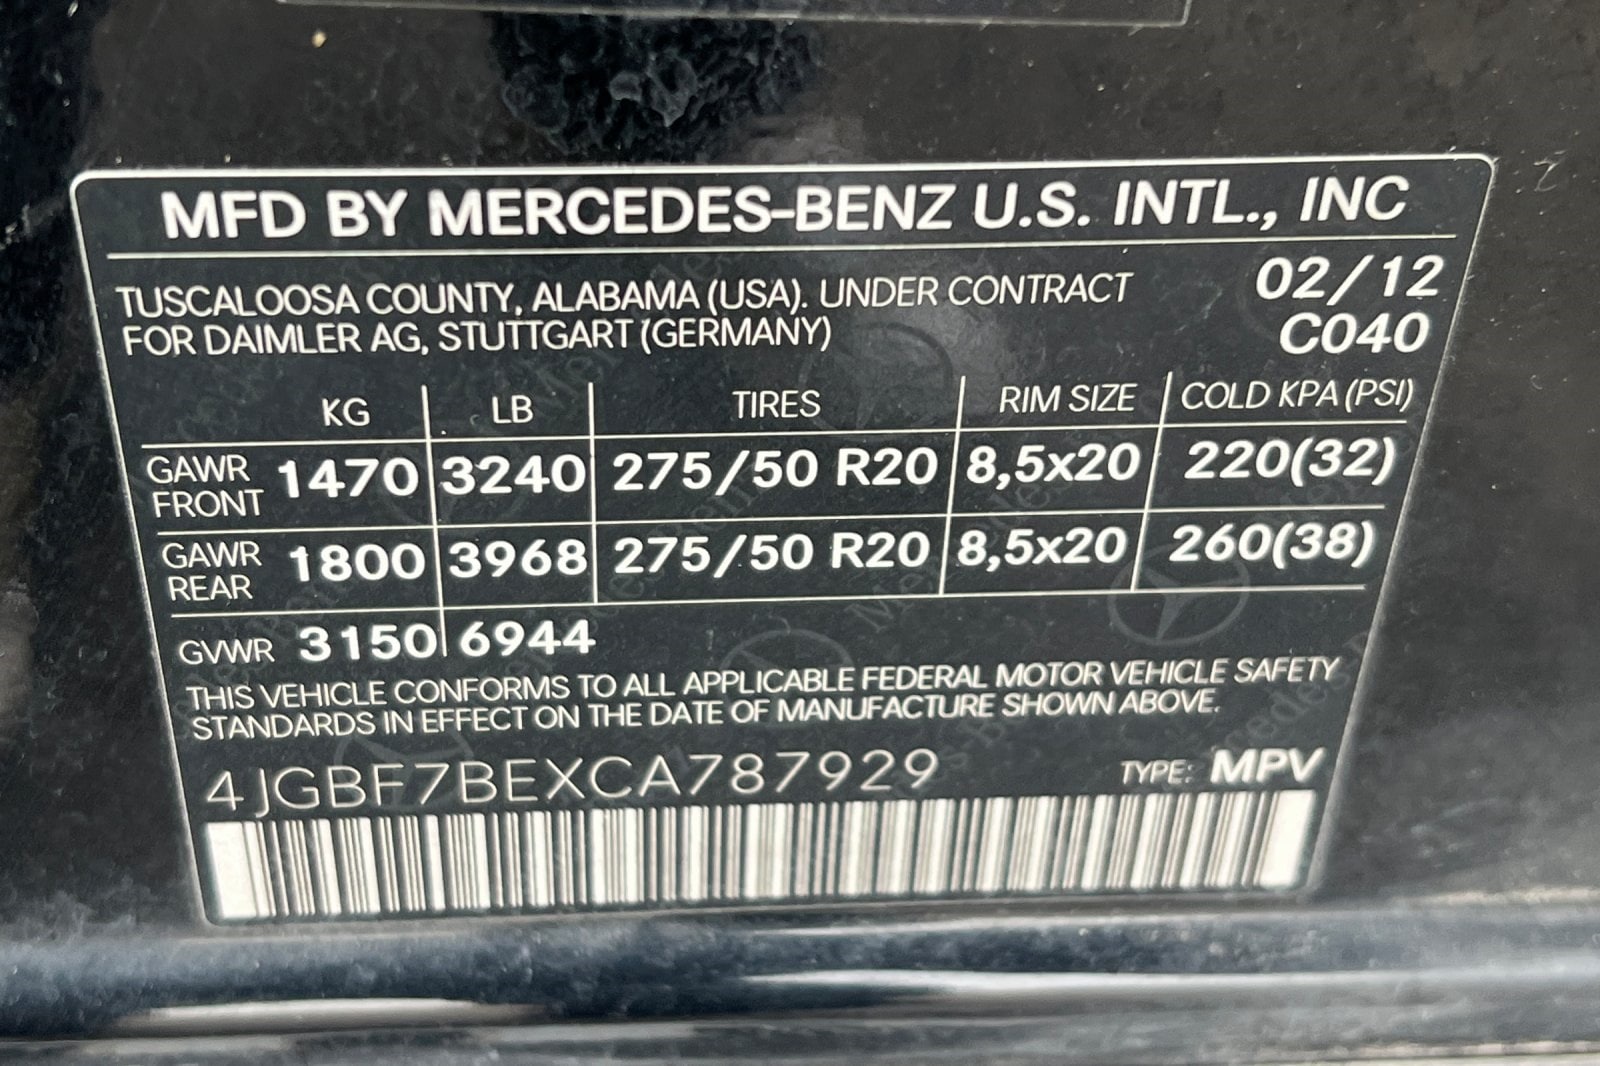 MFD BY MERCEDES-BENZ U.S. INTL., INC
TUSCALOOSA COUNTY, ALABAMA (USA). UNDER CONTRACT 02/12
FOR DAIMLER AG, STUTTGART (GERMANY) C040
KG LB TIRES RIM SIZE COLD KPA (PSI)
GAWR FRONT 1470 3240 275/50 R20 8,5x20 220(32)
GAWR REAR 1800 3968 275/50 R20 8,5x20 260(38)
GVWR 3150 6944
THIS VEHICLE CONFORMS TO ALL APPLICABLE FEDERAL MOTOR VEHICLE SAFETY
STANDARDS IN EFFECT ON THE DATE OF MANUFACTURE SHOWN ABOVE.
4JGBF7BEXCA787929 TYPE: MPV